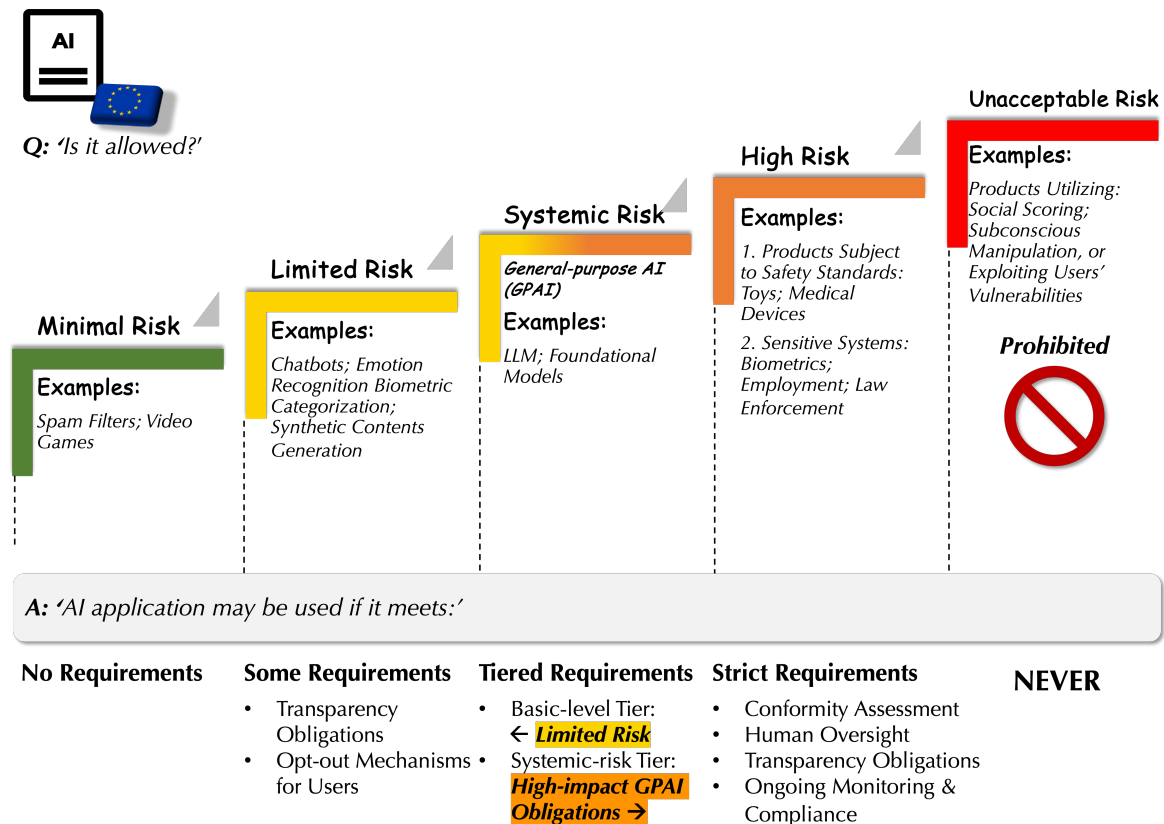 AI
Q: ‘Is it allowed?’
Minimal Risk
Examples:
Spam Filters; Video
Games
Limited Risk
Examples:
Chatbots; Emotion
Recognition Biometric
Categorization;
Synthetic Contents
Generation
Systemic Risk
General-purpose AI
(GPAI)
Examples:
LLM; Foundational
Models
High Risk
Examples:
1. Products Subject
to Safety Standards:
Toys; Medical
Devices
2. Sensitive Systems:
Biometrics;
Employment; Law
Enforcement
Unacceptable Risk
Examples:
Products Utilizing:
Social Scoring;
Subconscious
Manipulation, or
Exploiting Users’
Vulnerabilities
Prohibited
A: ‘AI application may be used if it meets:’
No Requirements
Some Requirements
• Transparency
Obligations
• Opt-out Mechanisms
for Users
Tiered Requirements
• Basic-level Tier:
← Limited Risk
• Systemic-risk Tier:
High-impact GPAI
Obligations →
Strict Requirements
• Conformity Assessment
• Human Oversight
• Transparency Obligations
• Ongoing Monitoring &
Compliance
NEVER